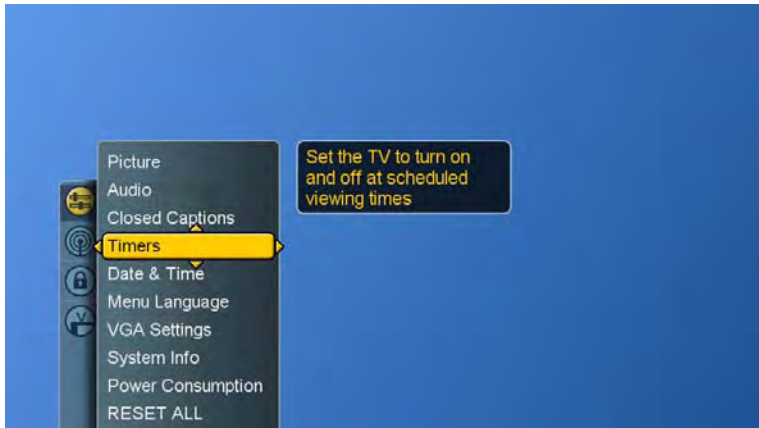 Picture
Audio
Closed Captions
Timers
Date & Time
Menu Language
VGA Settings
System Info
Power Consumption
RESET ALL
Set the TV to turn on
and off at scheduled
viewing times